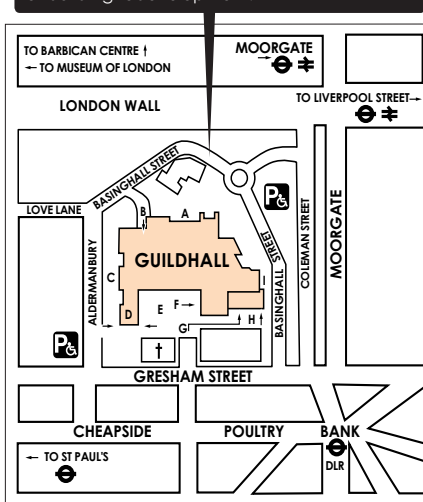 TO BARBICAN CENTRE ↑
← TO MUSEUM OF LONDON
MOORGATE
→
LONDON WALL
TO LIVERPOOL STREET→
BASINGHALL STREET
P
LOVE LANE
B
A
ALDERMANBURY
GUILDHALL
C
I
BASINGHALL STREET
COLEMAN STREET
MOORGATE
D
E
F →
G
H
P
GRESHAM STREET
CHEAPSIDE
POULTRY
BANK
DLR
← TO ST PAUL'S